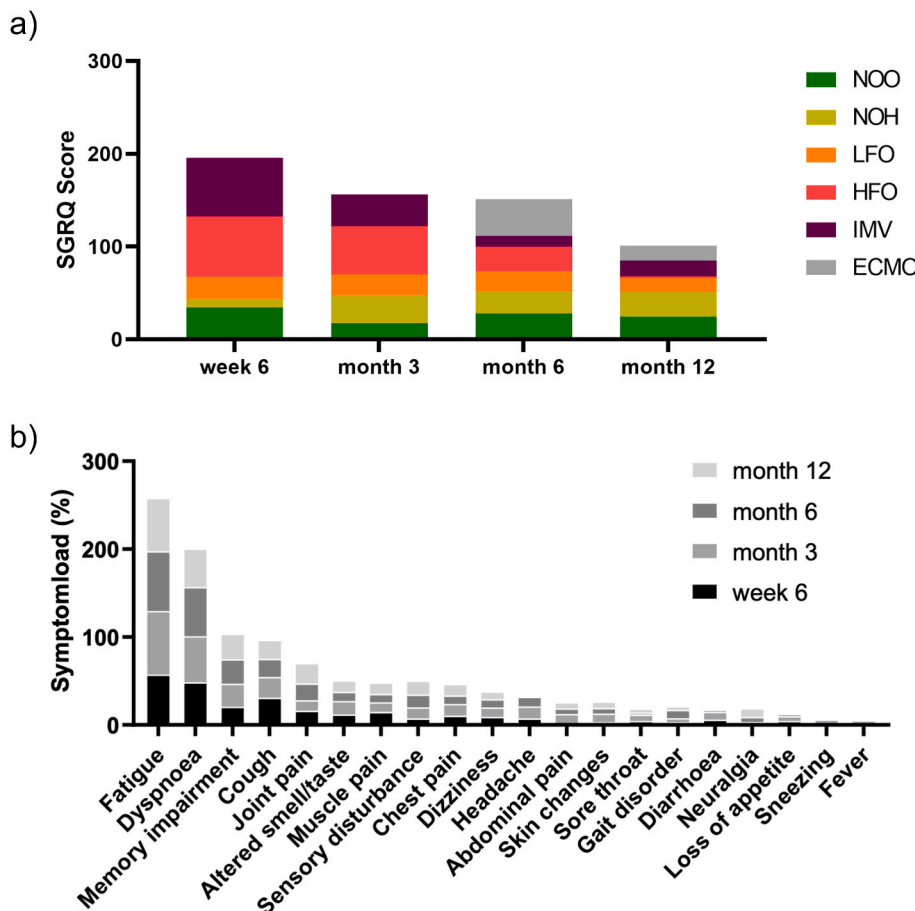 a)
300
200
100
0
SGRQ Score
week 6
month 3
month 6
month 12
NOO
NOH
LFO
HFO
IMV
ECMO
b)
300
200
100
0
Symptomload (%)
month 12
month 6
month 3
week 6
Fatigue
Dyspnoea
Memory impairment
Cough
Joint pain
Altered smell/taste
Muscle pain
Sensory disturbance
Chest pain
Dizziness
Headache
Abdominal pain
Skin changes
Sore throat
Gait disorder
Diarrhoea
Neuralgia
Loss of appetite
Sneezing
Fever